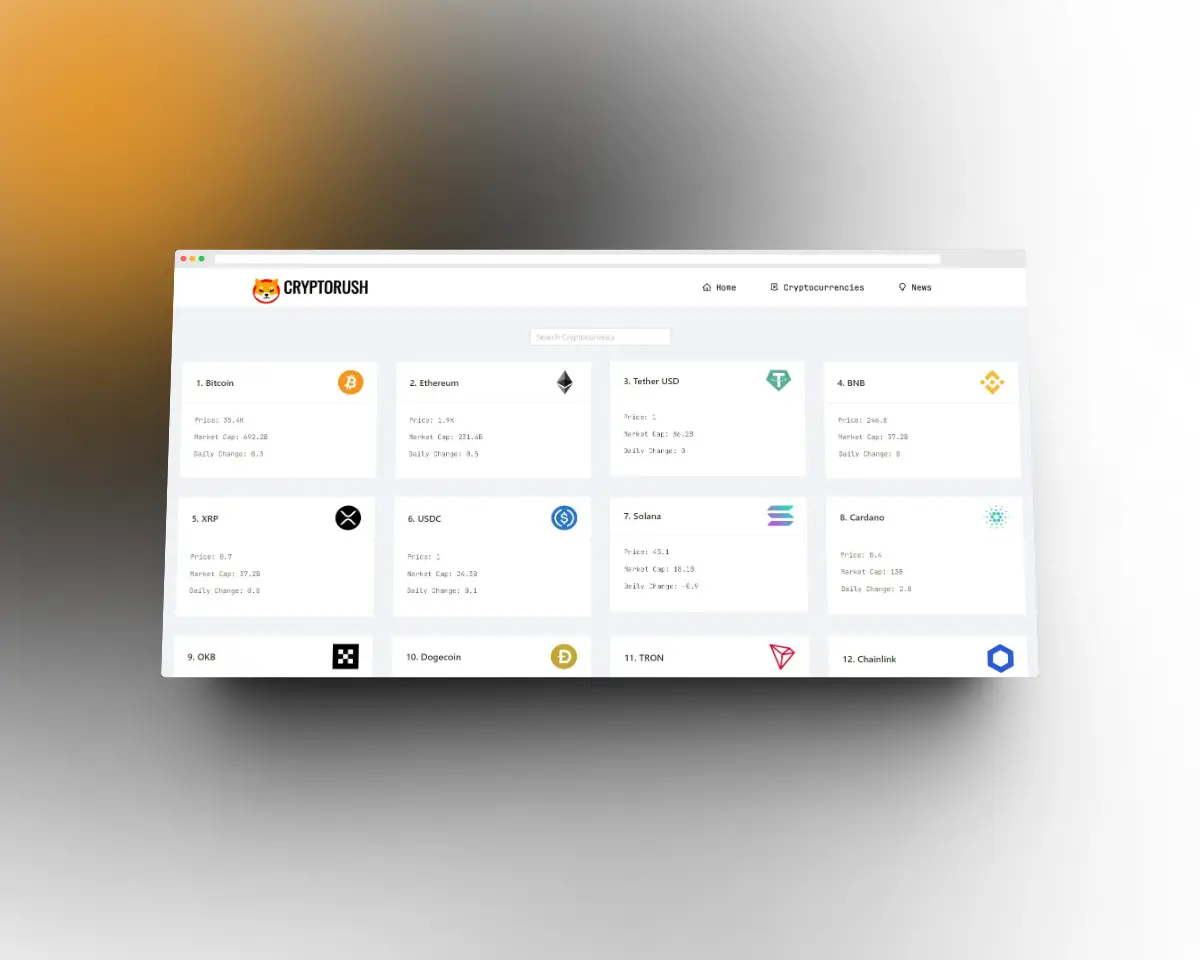 CRYPTORUSH
Home
Cryptocurrencies
News
Search Cryptocurrency
1. Bitcoin
Price: 35.4K
Market Cap: 692.2B
Daily Change: 0.3
2. Ethereum
Price: 1.9K
Market Cap: 231.6B
Daily Change: 0.5
3. Tether USD
Price: 1
Market Cap: 86.2B
Daily Change: 0
4. BNB
Price: 246.8
Market Cap: 37.2B
Daily Change: 0
5. XRP
Price: 0.7
Market Cap: 37.2B
Daily Change: 0.8
6. USDC
Price: 1
Market Cap: 24.3B
Daily Change: 0.1
7. Solana
Price: 43.1
Market Cap: 18.1B
Daily Change: -0.9
8. Cardano
Price: 0.4
Market Cap: 13B
Daily Change: 2.8
9. OKB
10. Dogecoin
11. TRON
12. Chainlink